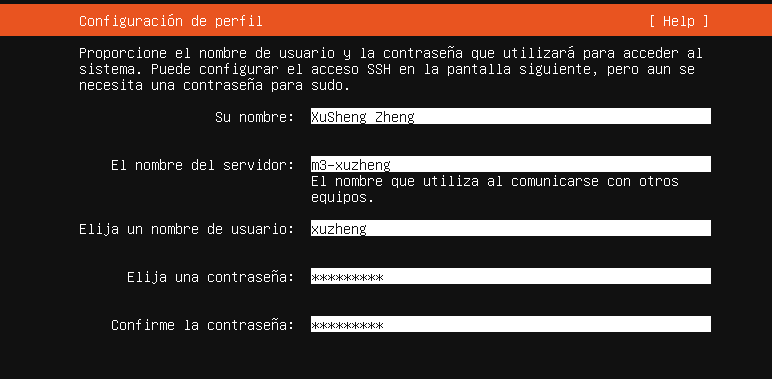 Configuración de perfil [ Help ]
Proporcione el nombre de usuario y la contraseña que utilizará para acceder al
sistema. Puede configurar el acceso SSH en la pantalla siguiente, pero aun se
necesita una contraseña para sudo.
Su nombre: XuSheng Zheng
El nombre del servidor: m3-xuzheng
El nombre que utiliza al comunicarse con otros
equipos.
Elija un nombre de usuario: xuzheng
Elija una contraseña: *********
Confirme la contraseña: *********